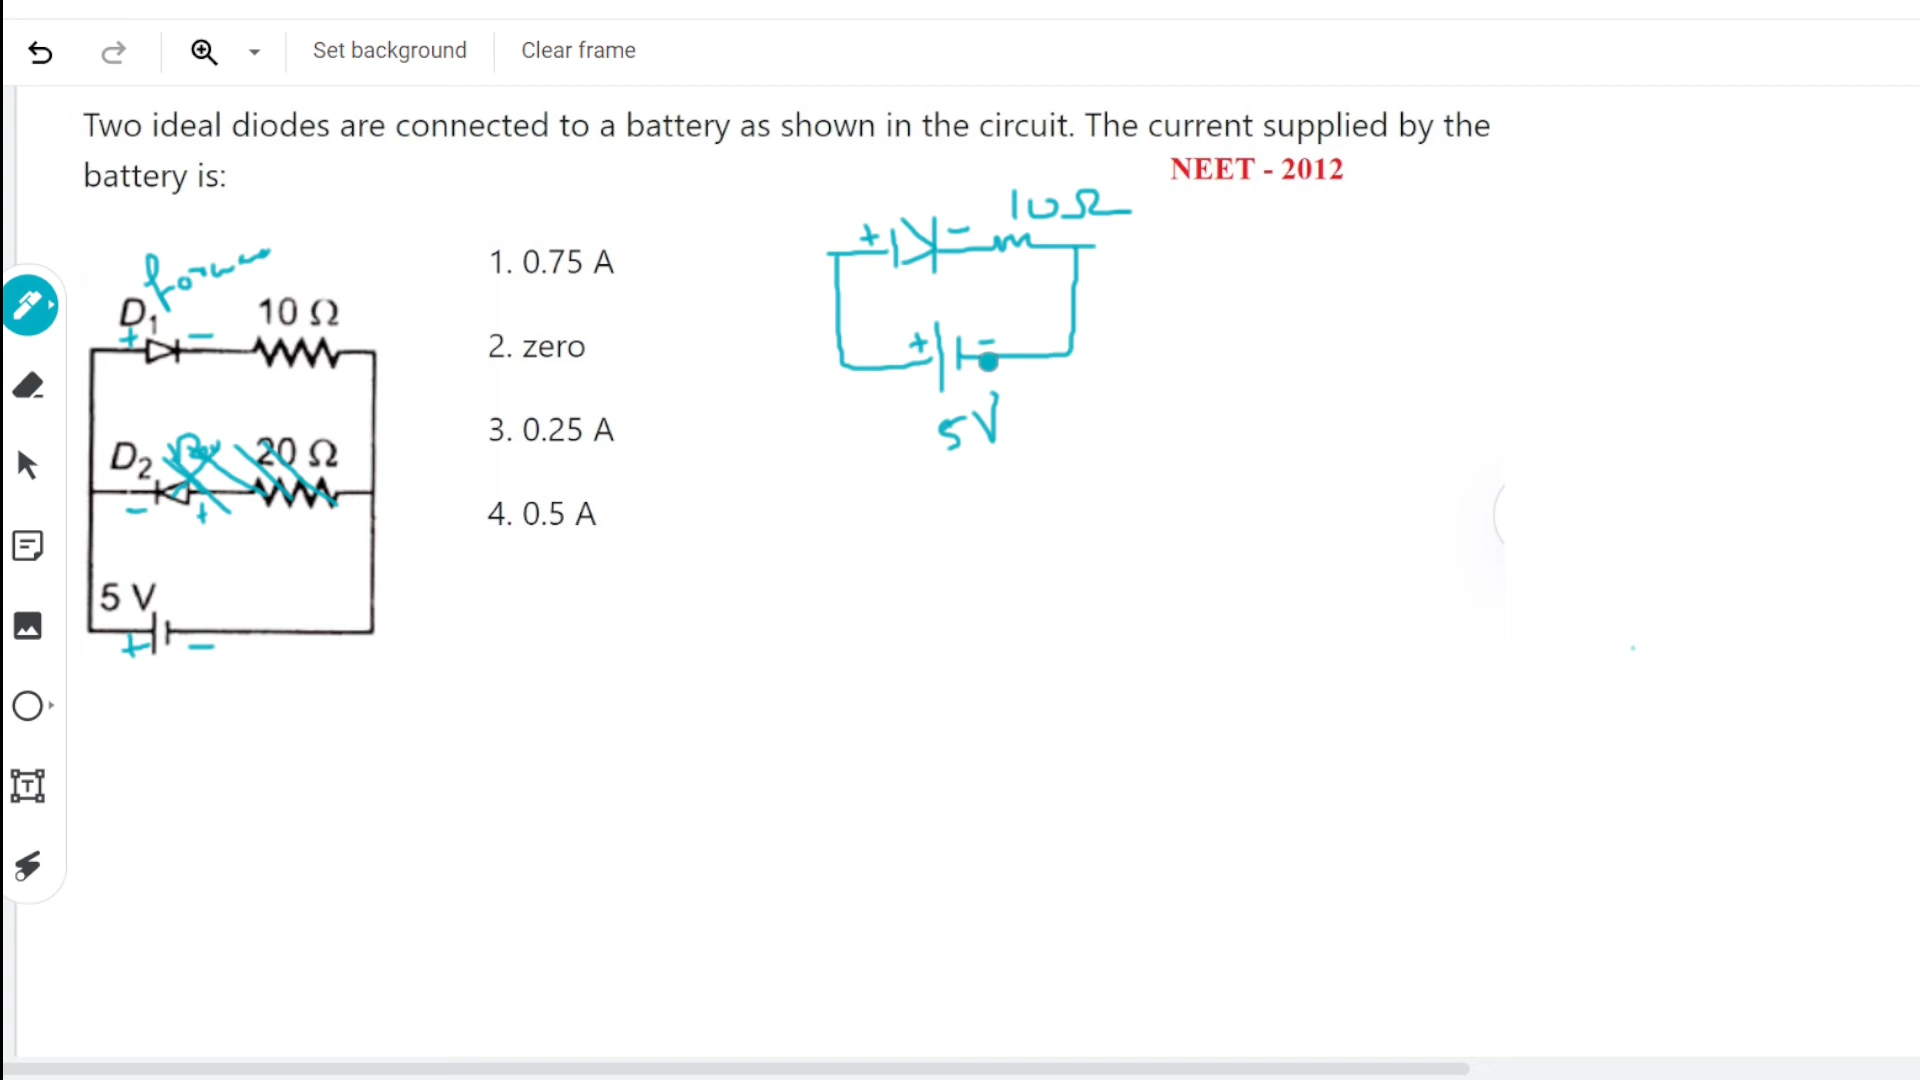 Set background
Clear frame
Two ideal diodes are connected to a battery as shown in the circuit. The current supplied by the
battery is:
NEET - 2012
10Ω
+ -
+ -
5V
1. 0.75 A
2. zero
3. 0.25 A
4. 0.5 A
D1
10 Ω
+ -
D2
20 Ω
- +
5 V
+ -